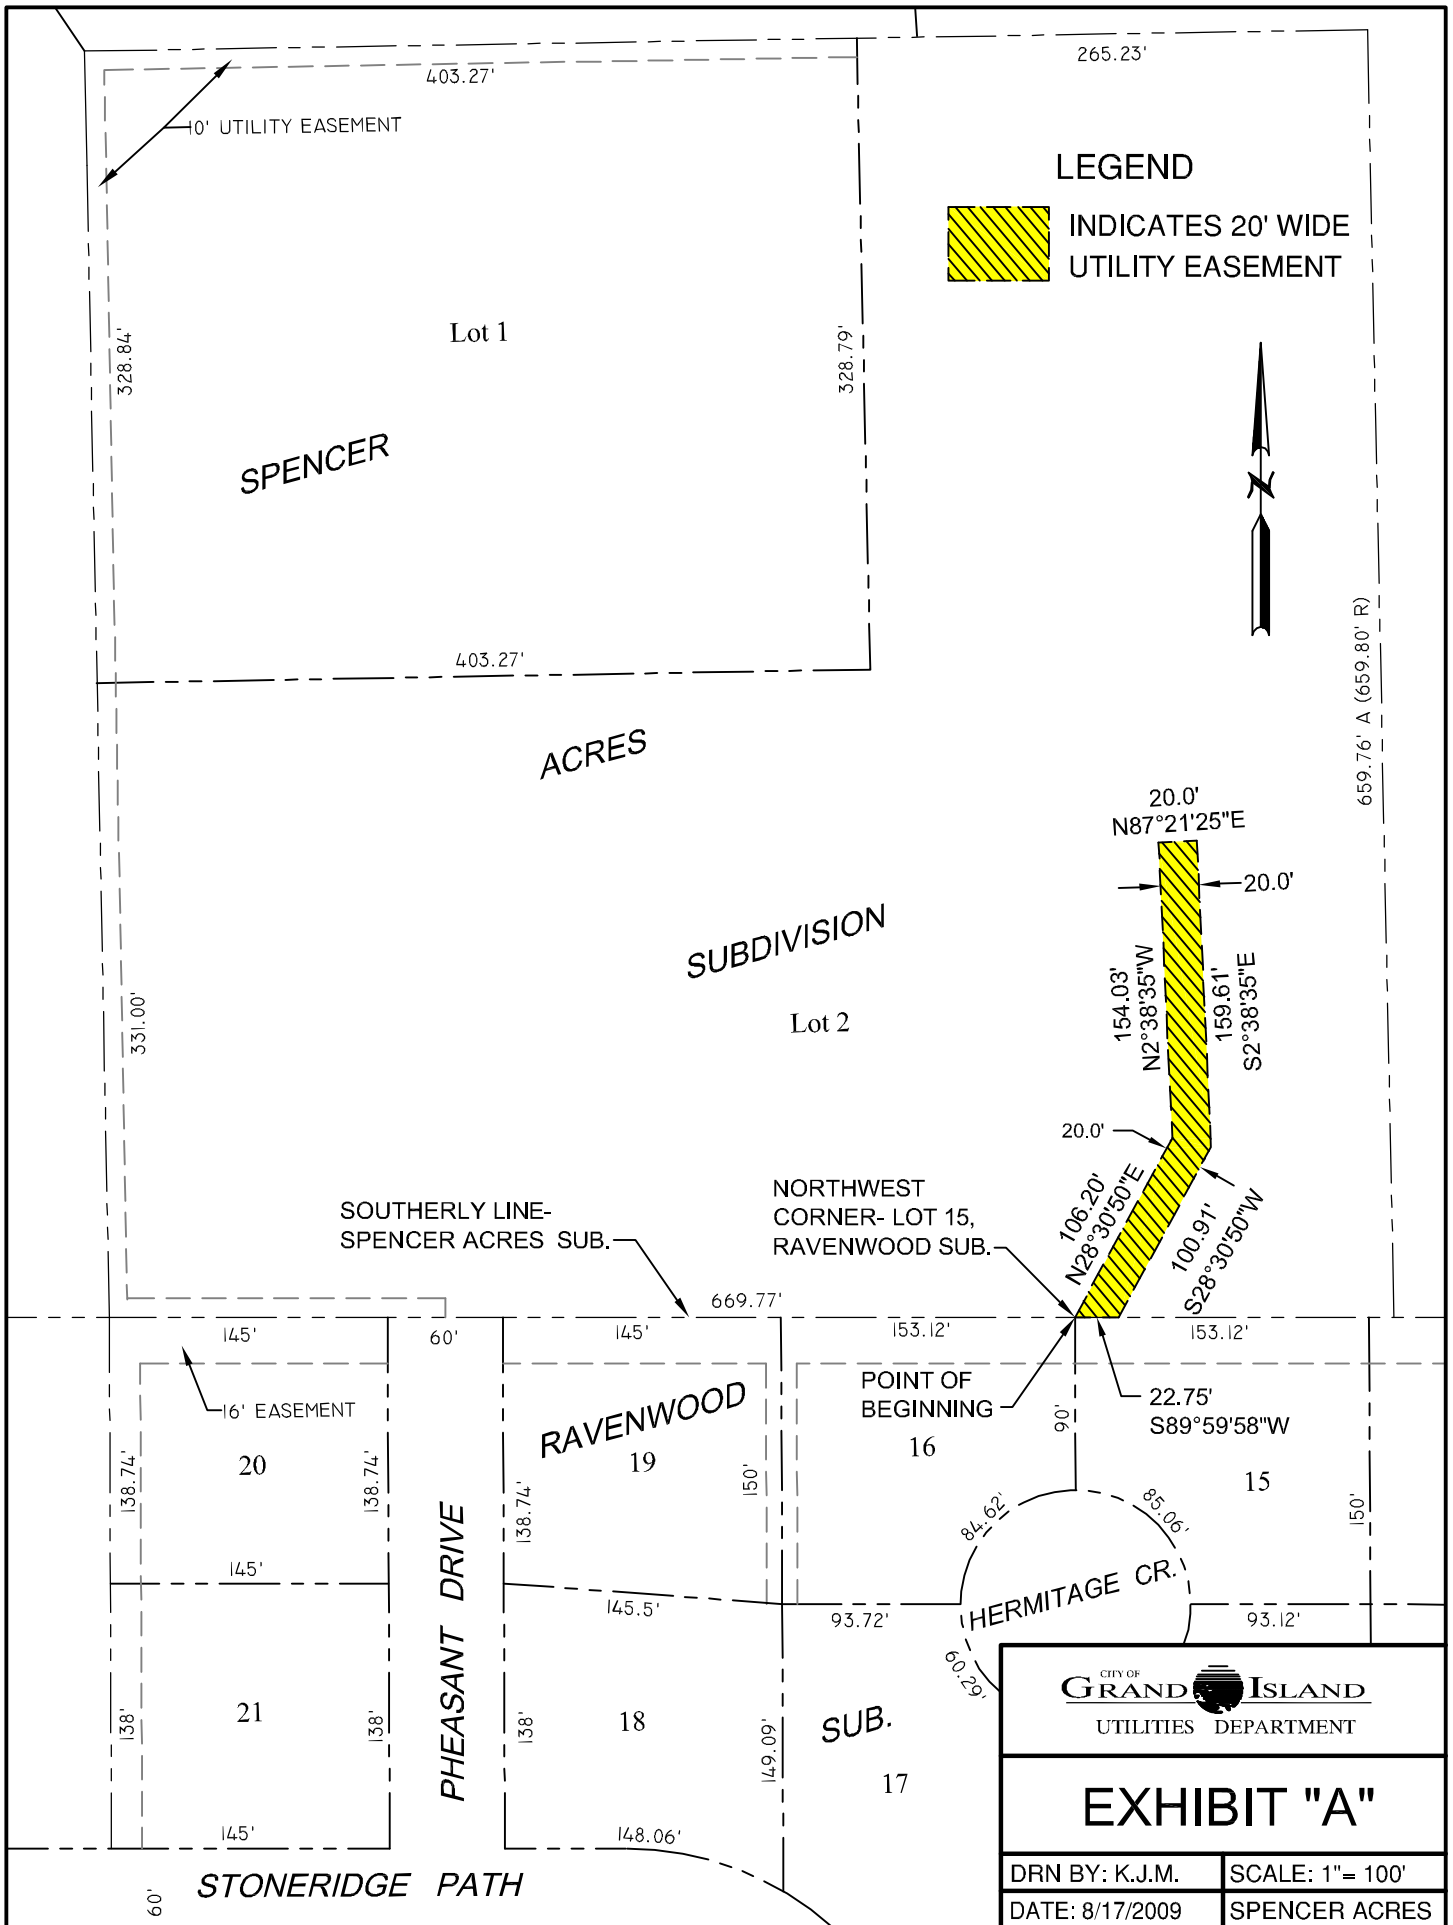 403.27'
265.23'
10' UTILITY EASEMENT
LEGEND
INDICATES 20' WIDE
UTILITY EASEMENT
328.84'
Lot 1
328.79'
SPENCER
659.76' A (659.80' R)
403.27'
ACRES
20.0'
N87°21'25"E
20.0'
SUBDIVISION
154.03'
N2°38'35"W
159.61'
S2°38'35"E
331.00'
Lot 2
20.0'
106.20'
N28°30'50"E
100.91'
S28°30'50"W
SOUTHERLY LINE-
SPENCER ACRES SUB.
NORTHWEST
CORNER- LOT 15,
RAVENWOOD SUB.
669.77'
145'
60'
145'
153.12'
153.12'
POINT OF
BEGINNING
22.75'
S89°59'58"W
16' EASEMENT
RAVENWOOD
90'
20
19
16
15
138.74'
138.74'
138.74'
150'
150'
84.62'
85.06'
PHEASANT DRIVE
HERMITAGE CR.
145'
145.5'
93.72'
93.12'
60.29'
21
18
SUB.
17
138'
138'
138'
149.09'
145'
148.06'
STONERIDGE PATH
60'
CITY OF
GRAND ISLAND
UTILITIES DEPARTMENT
EXHIBIT "A"
DRN BY: K.J.M.
SCALE: 1"= 100'
DATE: 8/17/2009
SPENCER ACRES
N